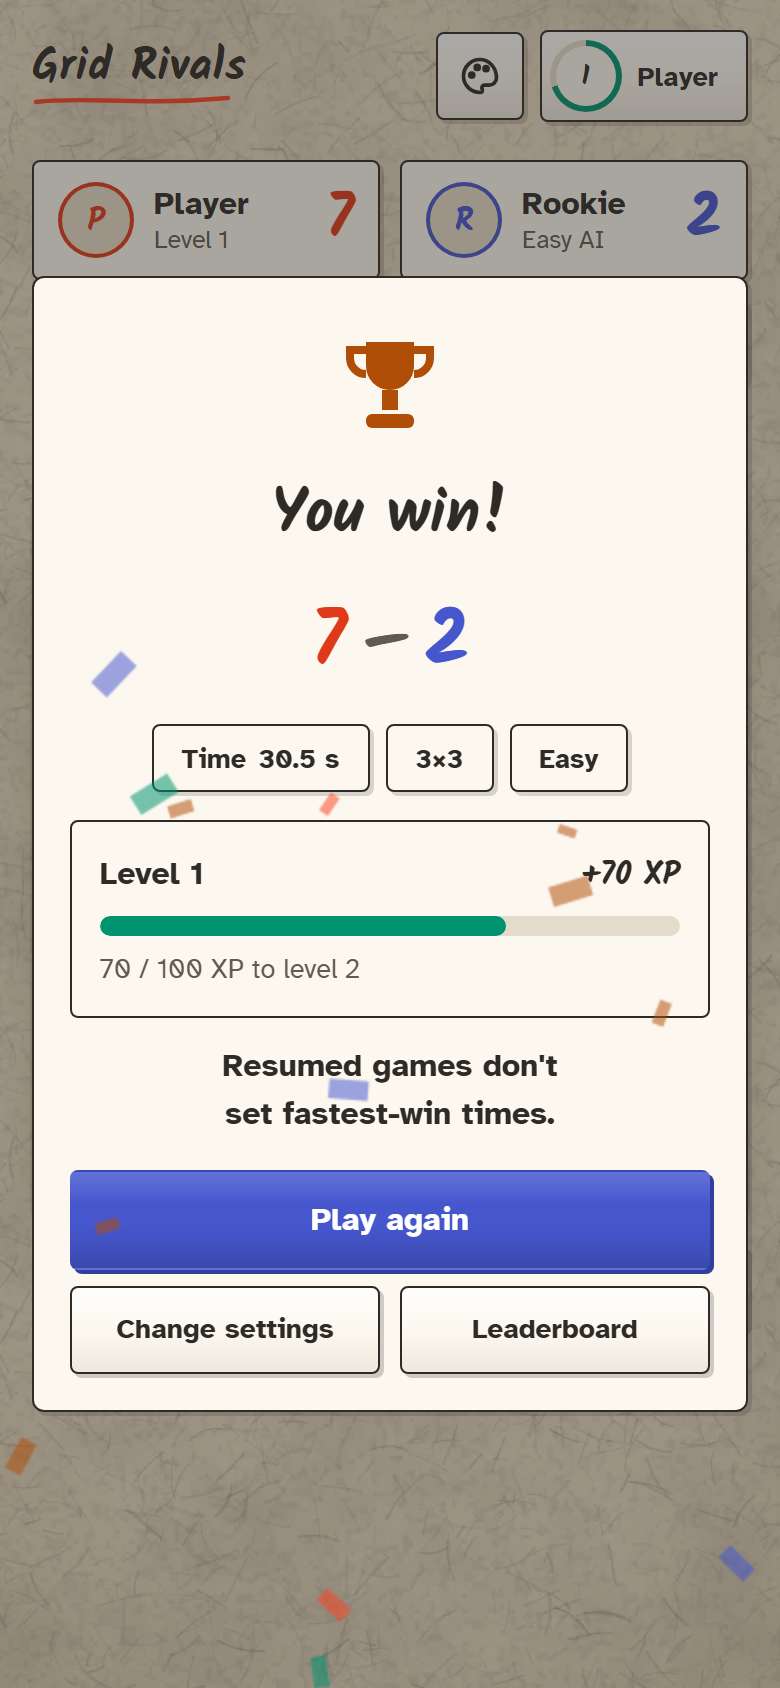 Grid Rivals
1 Player
P Player 7
Level 1
R Rookie 2
Easy AI
You win!
7 – 2
Time 30.5 s
3×3
Easy
Level 1 +70 XP
70 / 100 XP to level 2
Resumed games don't
set fastest-win times.
Play again
Change settings
Leaderboard